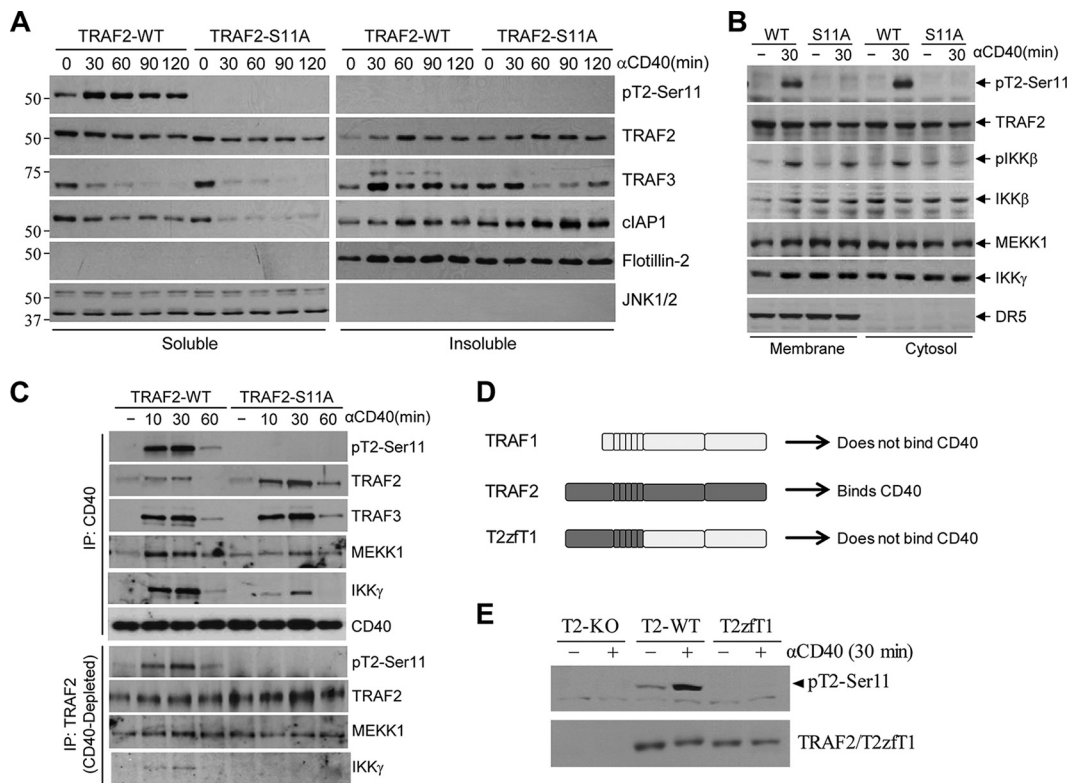 A
TRAF2-WT TRAF2-S11A TRAF2-WT TRAF2-S11A
0 30 60 90 120 0 30 60 90 120 0 30 60 90 120 0 30 60 90 120 αCD40(min)
50 pT2-Ser11
50 TRAF2
75 TRAF3
50 cIAP1
Flotillin-2
50 JNK1/2
37
Soluble Insoluble
B
WT S11A WT S11A
– 30 – 30 – 30 – 30 αCD40(min)
pT2-Ser11
TRAF2
pIKKβ
IKKβ
MEKK1
IKKγ
DR5
Membrane Cytosol
C
TRAF2-WT TRAF2-S11A
– 10 30 60 – 10 30 60 αCD40(min)
IP: CD40
pT2-Ser11
TRAF2
TRAF3
MEKK1
IKKγ
CD40
IP: TRAF2
(CD40-Depleted)
pT2-Ser11
TRAF2
MEKK1
IKKγ
D
TRAF1 Does not bind CD40
TRAF2 Binds CD40
T2zfT1 Does not bind CD40
E
T2-KO T2-WT T2zfT1
– + – + – + αCD40 (30 min)
pT2-Ser11
TRAF2/T2zfT1